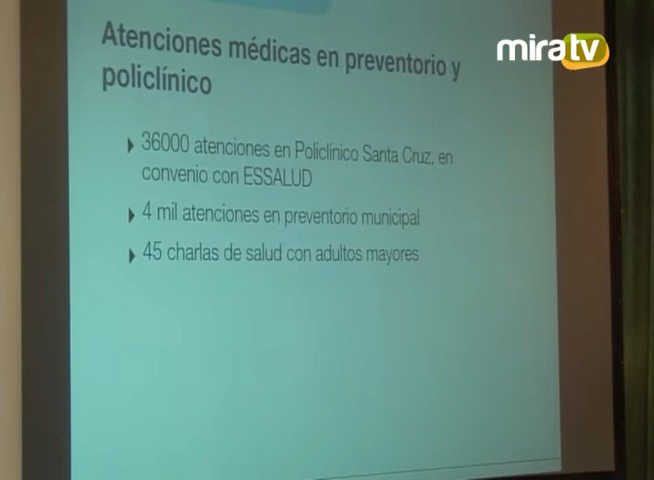 Atenciones médicas en preventorio y
policlínico
36000 atenciones en Policlínico Santa Cruz, en
convenio con ESSALUD
4 mil atenciones en preventorio municipal
45 charlas de salud con adultos mayores
miratv